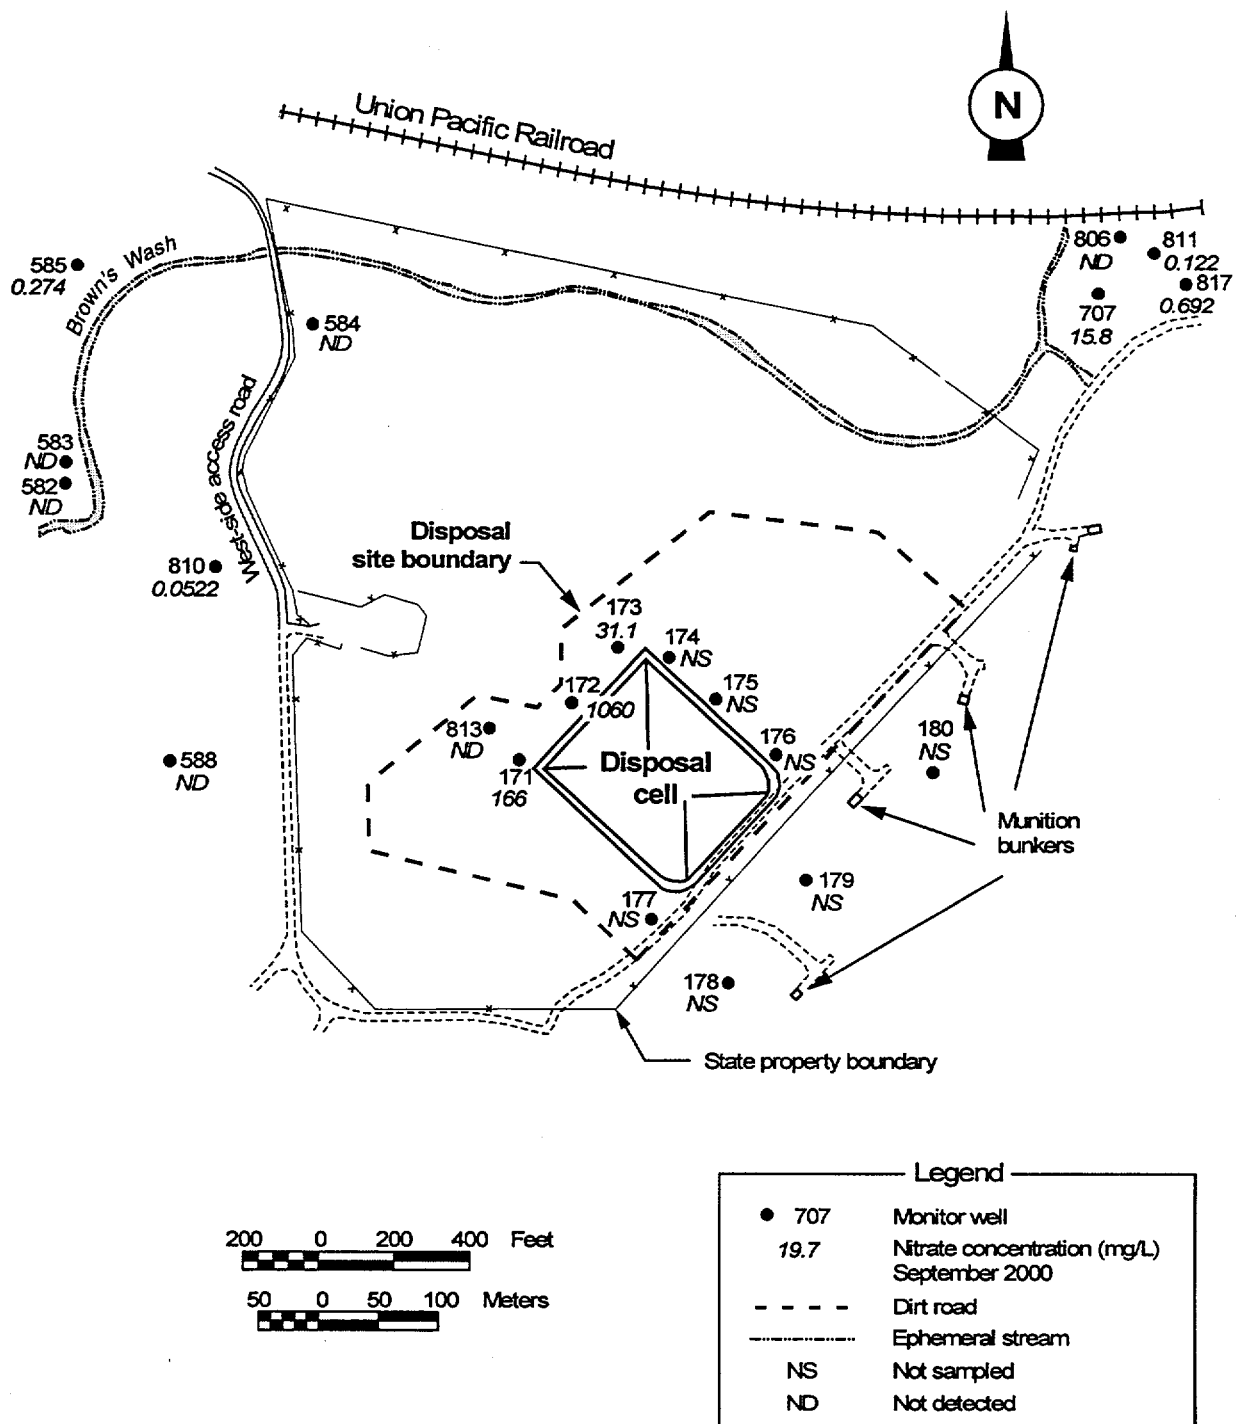 N
Union Pacific Railroad
Brown's Wash
585
0.274
584
ND
806
ND
811
0.122
817
0.692
707
15.8
583
ND
582
ND
West-side access road
810
0.0522
Disposal
site boundary
173
31.1
174
NS
175
NS
172
1060
176
NS
813
ND
171
166
Disposal
cell
180
NS
588
ND
Munition
bunkers
179
NS
177
NS
178
NS
State property boundary
Legend
707 Monitor well
19.7 Nitrate concentration (mg/L)
September 2000
Dirt road
Ephemeral stream
NS Not sampled
ND Not detected
200 0 200 400 Feet
50 0 50 100 Meters